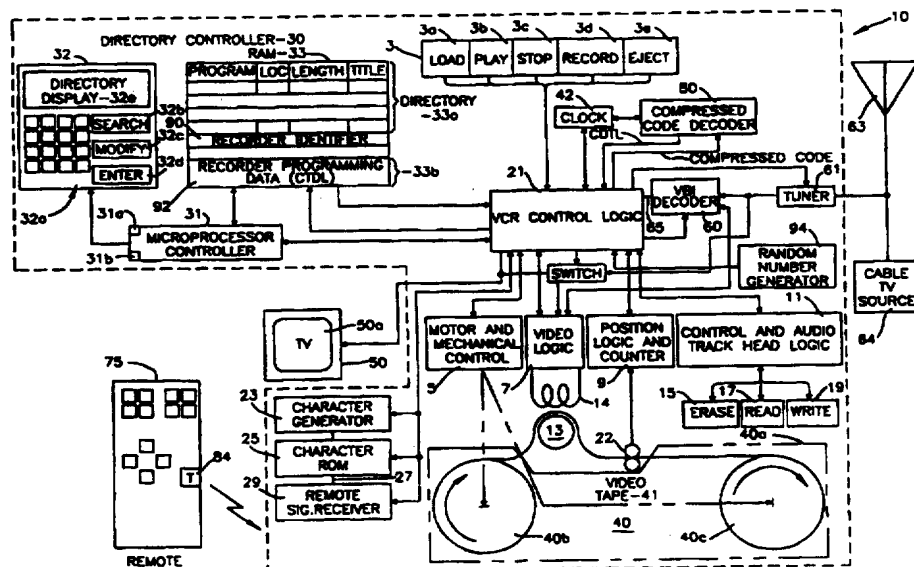 10
DIRECTORY CONTROLLER-30
32
RAM-33
3
3a
3b
3c
3d
3e
LOAD
PLAY
STOP
RECORD
EJECT
PROGRAM
LOC
LENGTH
TITLE
DIRECTORY
DISPLAY-32e
32b
SEARCH
32c
MODIFY
32d
ENTER
32a
DIRECTORY
-33a
90
RECORDER IDENTIFIER
RECORDER PROGRAMMING
DATA (CTDL)
-33b
92
42
CLOCK
80
COMPRESSED
CODE DECODER
CDTL
COMPRESSED CODE
63
21
VCR CONTROL LOGIC
VBI
DECODER
65
60
TUNER
61
31a
31
MICROPROCESSOR
CONTROLLER
31b
SWITCH
94
RANDOM
NUMBER
GENERATOR
CABLE
TV
SOURCE
64
11
TV
50a
50
MOTOR AND
MECHANICAL
CONTROL
5
VIDEO
LOGIC
7
POSITION
LOGIC AND
COUNTER
9
CONTROL AND AUDIO
TRACK HEAD LOGIC
15
17
19
ERASE
READ
WRITE
75
23
CHARACTER
GENERATOR
25
CHARACTER
ROM
27
29
REMOTE
SIG.RECEIVER
14
13
22
40a
VIDEO
TAPE-41
40
40b
40c
T
84
REMOTE